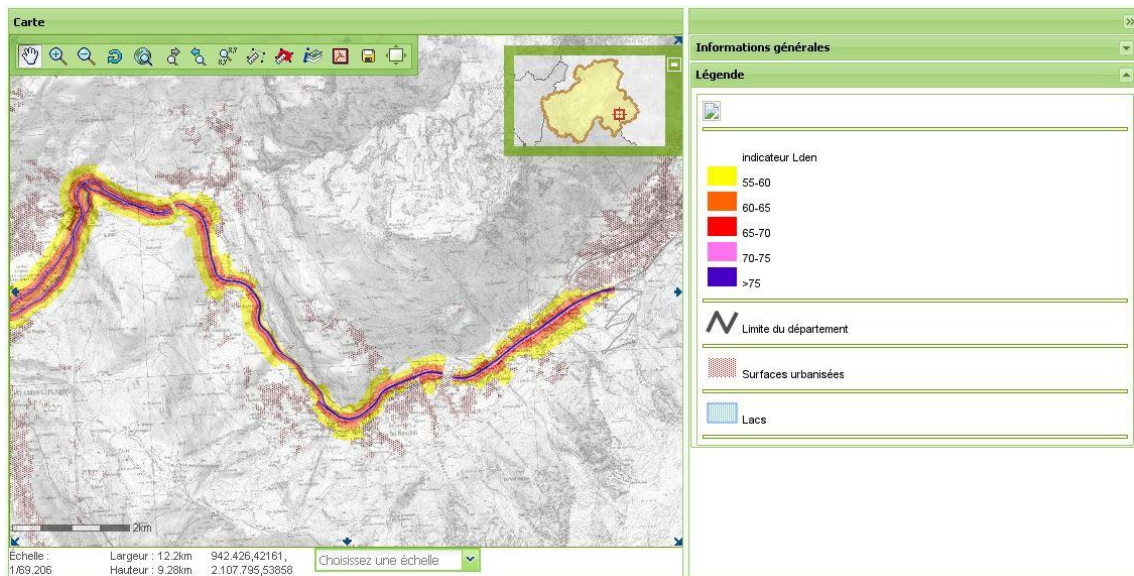 Carte
x,y
x,y
2km
Échelle :
1/69.206
Largeur : 12.2km
Hauteur : 9.28km
942.426,42161,
2.107.795,53858
Choisissez une échelle
Informations générales
Légende
indicateur Lden
55-60
60-65
65-70
70-75
>75
Limite du département
Surfaces urbanisées
Lacs